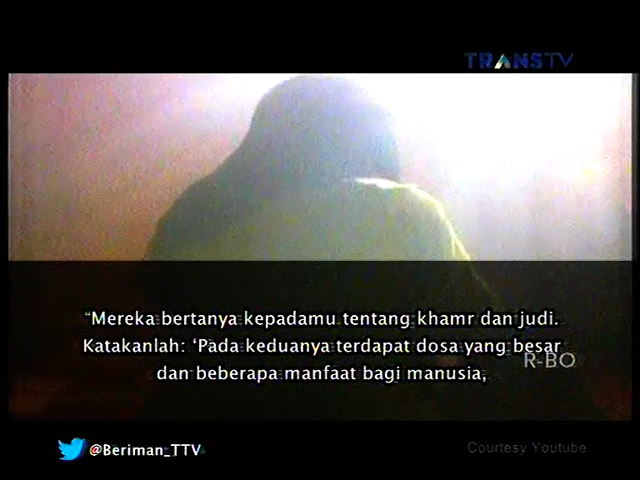 TRANSTV
“Mereka bertanya kepadamu tentang khamr dan judi.
Katakanlah: ‘Pada keduanya terdapat dosa yang besar
R-BO
dan beberapa manfaat bagi manusia,
@Beriman_TTV
Courtesy Youtube